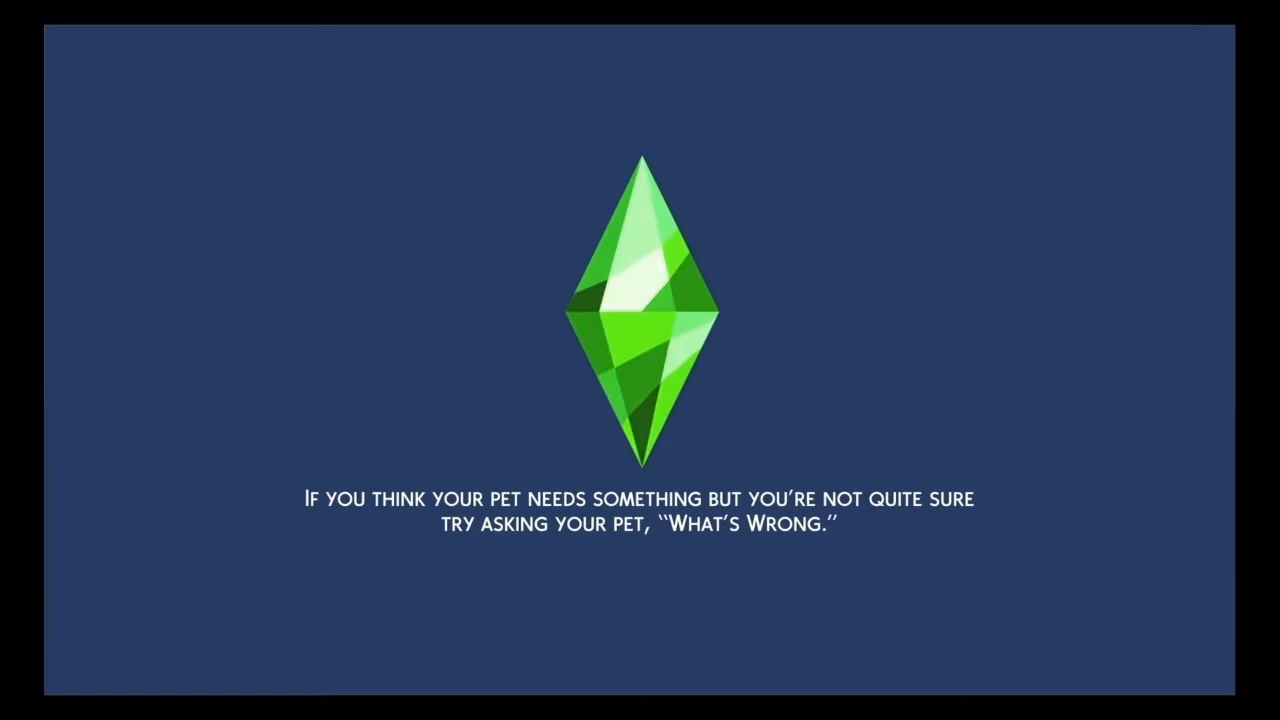 If you think your pet needs something but you're not quite sure
try asking your pet, ``What's Wrong.''